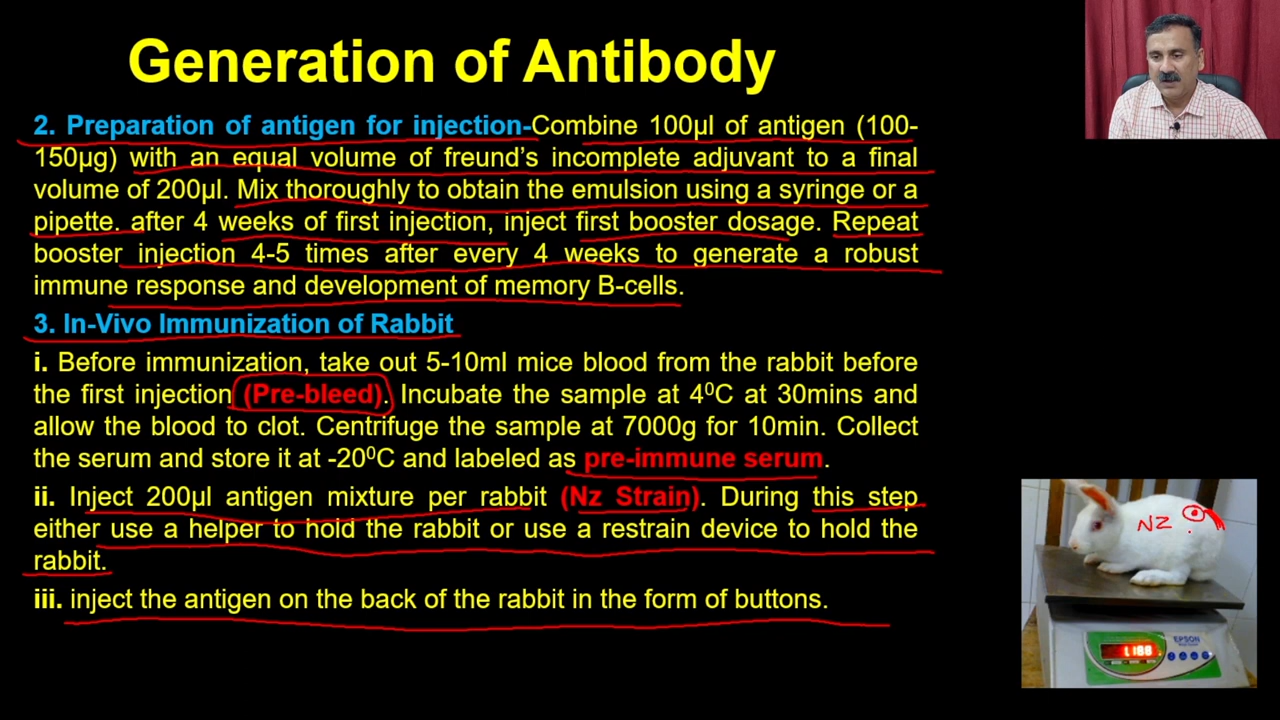 Generation of Antibody
2. Preparation of antigen for injection-Combine 100µl of antigen (100-
150µg) with an equal volume of freund’s incomplete adjuvant to a final
volume of 200µl. Mix thoroughly to obtain the emulsion using a syringe or a
pipette. after 4 weeks of first injection, inject first booster dosage. Repeat
booster injection 4-5 times after every 4 weeks to generate a robust
immune response and development of memory B-cells.
3. In-Vivo Immunization of Rabbit
i. Before immunization, take out 5-10ml mice blood from the rabbit before
the first injection (Pre-bleed). Incubate the sample at 4⁰C at 30mins and
allow the blood to clot. Centrifuge the sample at 7000g for 10min. Collect
the serum and store it at -20⁰C and labeled as pre-immune serum.
ii. Inject 200µl antigen mixture per rabbit (Nz Strain). During this step
either use a helper to hold the rabbit or use a restrain device to hold the
rabbit.
iii. inject the antigen on the back of the rabbit in the form of buttons.
NZ
EPSON
1.188